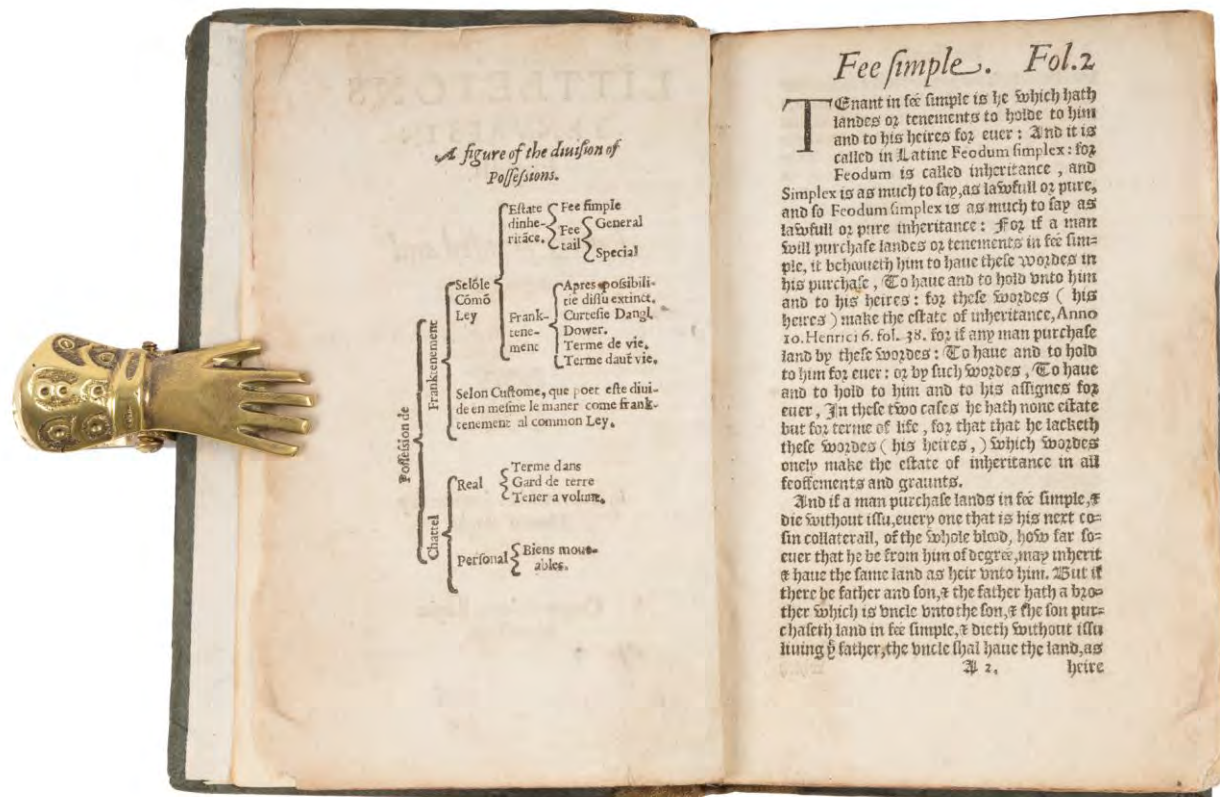 A figure of the diuision of
Possessions.
Possession de
Franktenement
Selōle
Cōmō
Ley
Estate
dinhe-
ritāce.
Fee simple
Fee
tail
General
Special
Frank-
tene-
ment
Apres possibili-
tie dissu extinct.
Curtesie Dangl.
Dower.
Terme de vie.
Terme dautē vie.
Selon Custome, que poet estre diui-
de en mesme le maner come frank-
tenement al common Ley.
Chattel
Real
Terme dans
Gard de terre
Tener a volunt.
Personal
Biens moue-
ables.
Fee simple. Fol.2
TEnant in feé simple is he which hath
landes or tenements to holde to him
and to his heires for euer: And it is
called in Latine Feodum simplex: for
Feodum is called inheritance, and
Simplex is as much to say, as lawfull or pure,
and so Feodum simplex is as much to say as
lawfull or pure inheritance: For if a man
will purchase landes or tenements in feé sim-
ple, it behoueth him to haue these wordes in
his purchase, To haue and to hold vnto him
and to his heires: for these wordes (his
heires) make the estate of inheritance, Anno
10. Henrici 6. fol. 38. for if any man purchase
land by these wordes: To haue and to hold
to him for euer: or by such wordes, To haue
and to hold to him and to his assignes for
euer, In these two cases he hath none estate
but for terme of life, for that that he lacketh
these wordes (his heires,) which wordes
onely make the estate of inheritance in all
feoffements and graunts.
And if a man purchase lands in feé simple, &
die without issu, euery one that is his next co-
sin collaterall, of the whole blood, how far so-
euer that he be from him of degreé, may inherit
& haue the same land as heir vnto him. But if
there be father and son, & the father hath a bro-
ther which is vncle vnto the son, & the son pur-
chaseth land in feé simple, & dieth without issu
liuing yͤ father, the vncle shal haue the land, as
A 2. heire